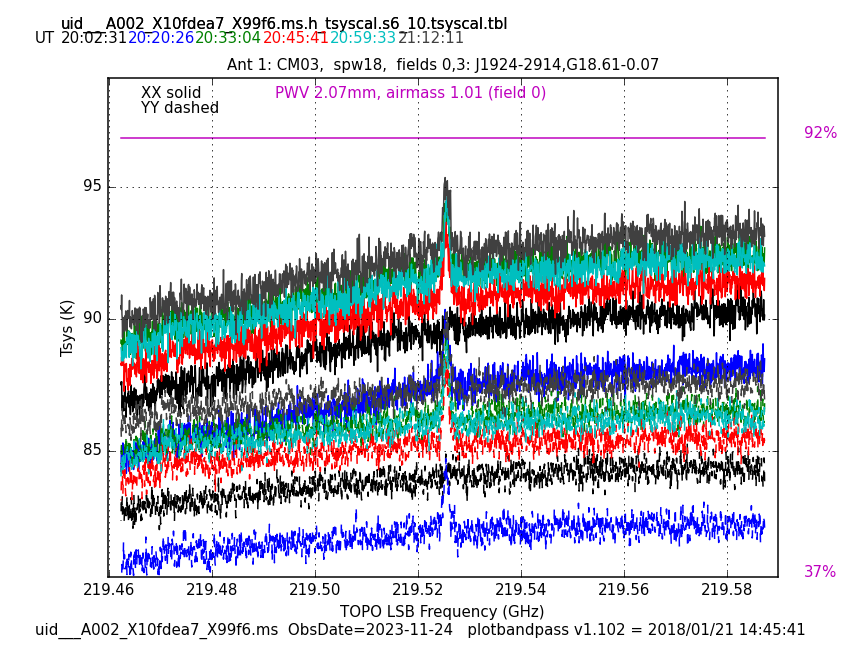 uid___A002_X10fdea7_X99f6.ms.h_tsyscal.s6_10.tsyscal.tbl
UT 20:02:31 20:20:26 20:33:04 20:45:41 20:59:33 21:12:11
Ant 1: CM03, spw18, fields 0,3: J1924-2914,G18.61-0.07
XX solid PWV 2.07mm, airmass 1.01 (field 0)
YY dashed
92%
95
90
85
Tsys (K)
37%
219.46 219.48 219.50 219.52 219.54 219.56 219.58
TOPO LSB Frequency (GHz)
uid___A002_X10fdea7_X99f6.ms ObsDate=2023-11-24 plotbandpass v1.102 = 2018/01/21 14:45:41